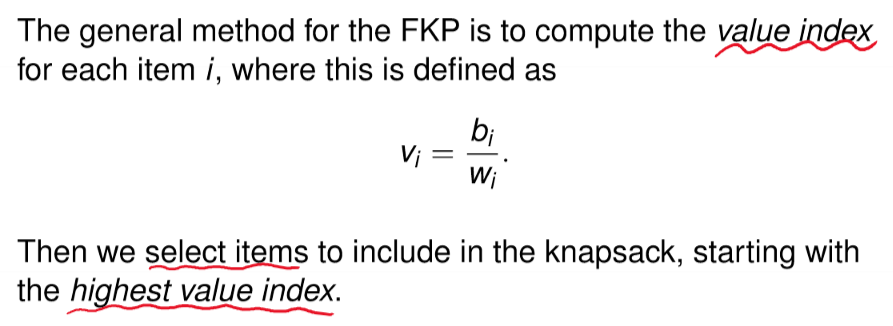 The general method for the FKP is to compute the value index
for each item i, where this is defined as
v_i = b_i / w_i.
Then we select items to include in the knapsack, starting with
the highest value index.